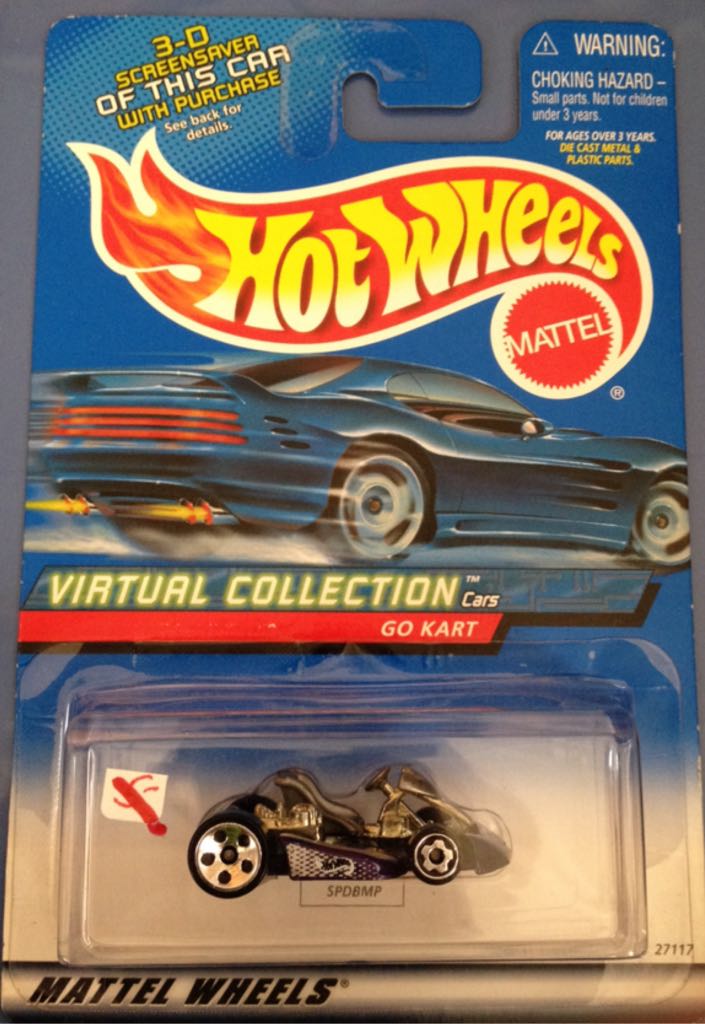 3-D
SCREENSAVER
OF THIS CAR
WITH PURCHASE
See back for
details.
WARNING:
CHOKING HAZARD –
Small parts. Not for children
under 3 years.
FOR AGES OVER 3 YEARS.
DIE CAST METAL &
PLASTIC PARTS.
HOT WHEELS
MATTEL
®
VIRTUAL COLLECTION™ Cars
GO KART
Hot Wheels
SPDBMP
27117
MATTEL WHEELS®